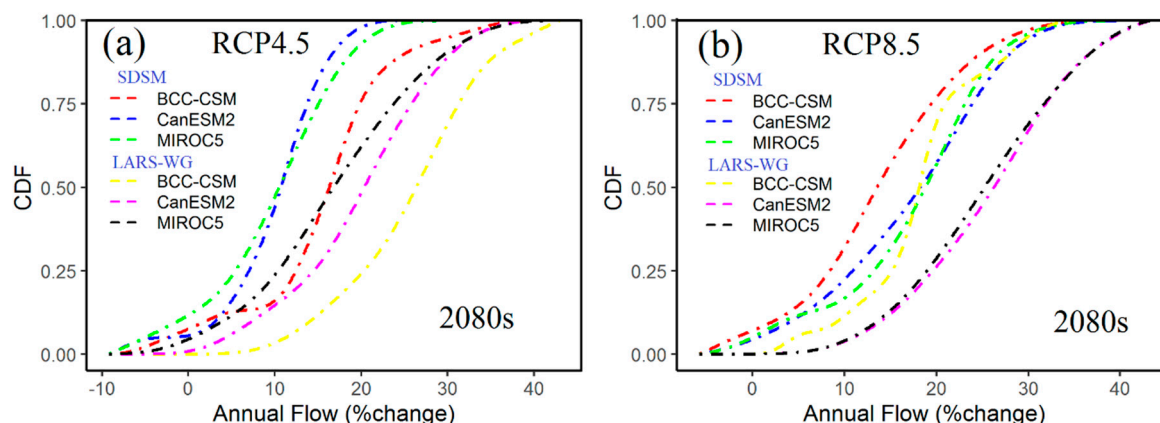 (a) RCP4.5
SDSM
BCC-CSM
CanESM2
MIROC5
LARS-WG
BCC-CSM
CanESM2
MIROC5
2080s
1.00
0.75
0.50
0.25
0.00
CDF
-10 0 10 20 30 40
Annual Flow (%change)
(b) RCP8.5
SDSM
BCC-CSM
CanESM2
MIROC5
LARS-WG
BCC-CSM
CanESM2
MIROC5
2080s
1.00
0.75
0.50
0.25
0.00
CDF
0 10 20 30 40
Annual Flow (%change)